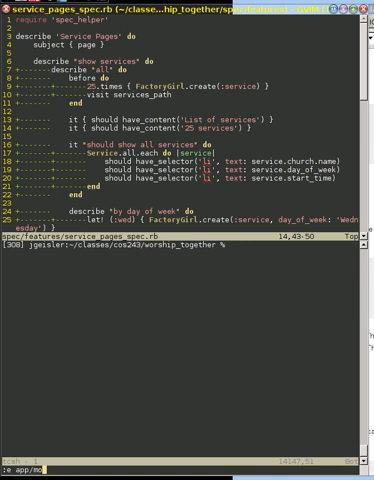 service_pages_spec.rb (~/classe...hip_together/spec/features) - GVIM
1 require 'spec_helper'
2
3 describe 'Service Pages' do
4 subject { page }
5
6 describe "show services" do
7 +-------describe "all" do
8 +-------+-------before do
9 +-------+-------+-------25.times { FactoryGirl.create(:service) }
10 +-------+-------+-------visit services_path
11 +-------+-------end
12
13 +-------+-------it { should have_content('List of services') }
14 +-------+-------it { should have_content('25 services') }
15
16 +-------+-------it "should show all services" do
17 +-------+-------+-------Service.all.each do |service|
18 +-------+-------+-------+-------should have_selector('li', text: service.church.name)
19 +-------+-------+-------+-------should have_selector('li', text: service.day_of_week)
20 +-------+-------+-------+-------should have_selector('li', text: service.start_time)
21 +-------+-------+-------end
22 +-------+-------end
23
24 +-------+-------describe "by day of week" do
25 +-------+-------+-------let! (:wed) { FactoryGirl.create(:service, day_of_week: 'Wedn
esday') }
spec/features/service_pages_spec.rb 14,43-50 Top
[308] jgeisler:~/classes/cos243/worship_together %
tcsh - 1 14147,51 Bot
:e app/mo